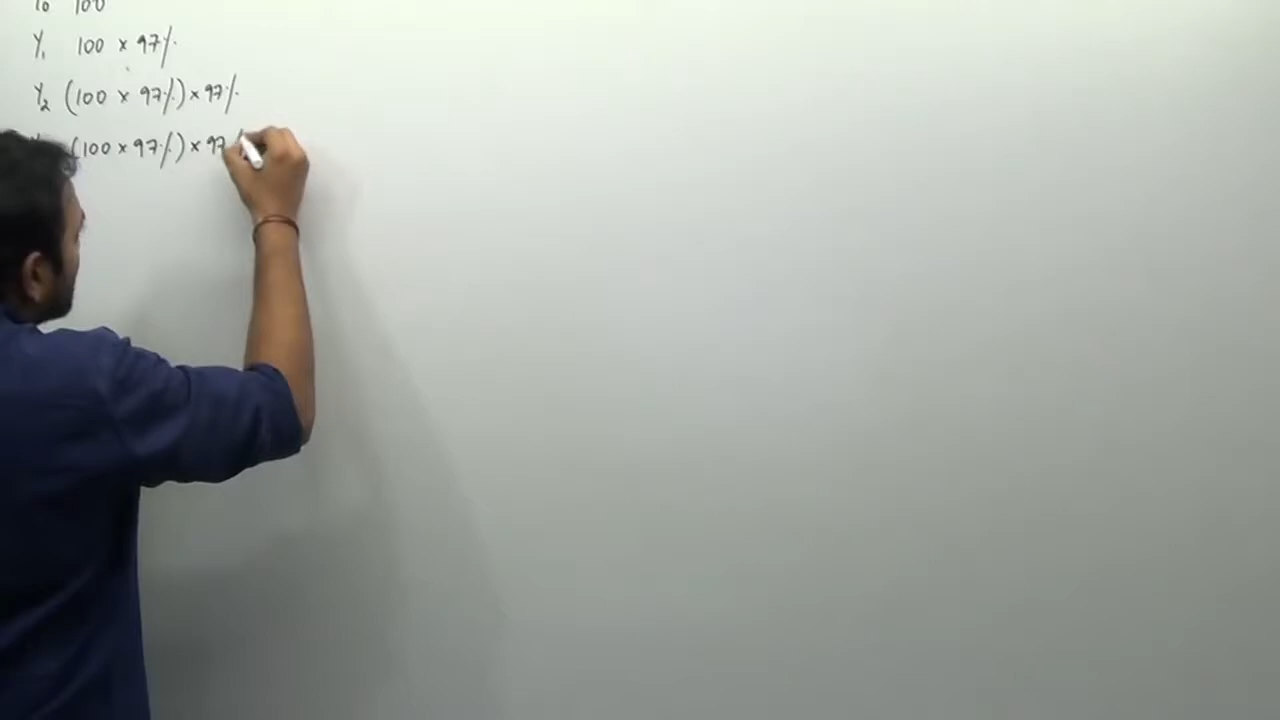 Y0 100
Y1 100 × 97%
Y2 (100 × 97%) × 97%
(100 × 97%) × 97